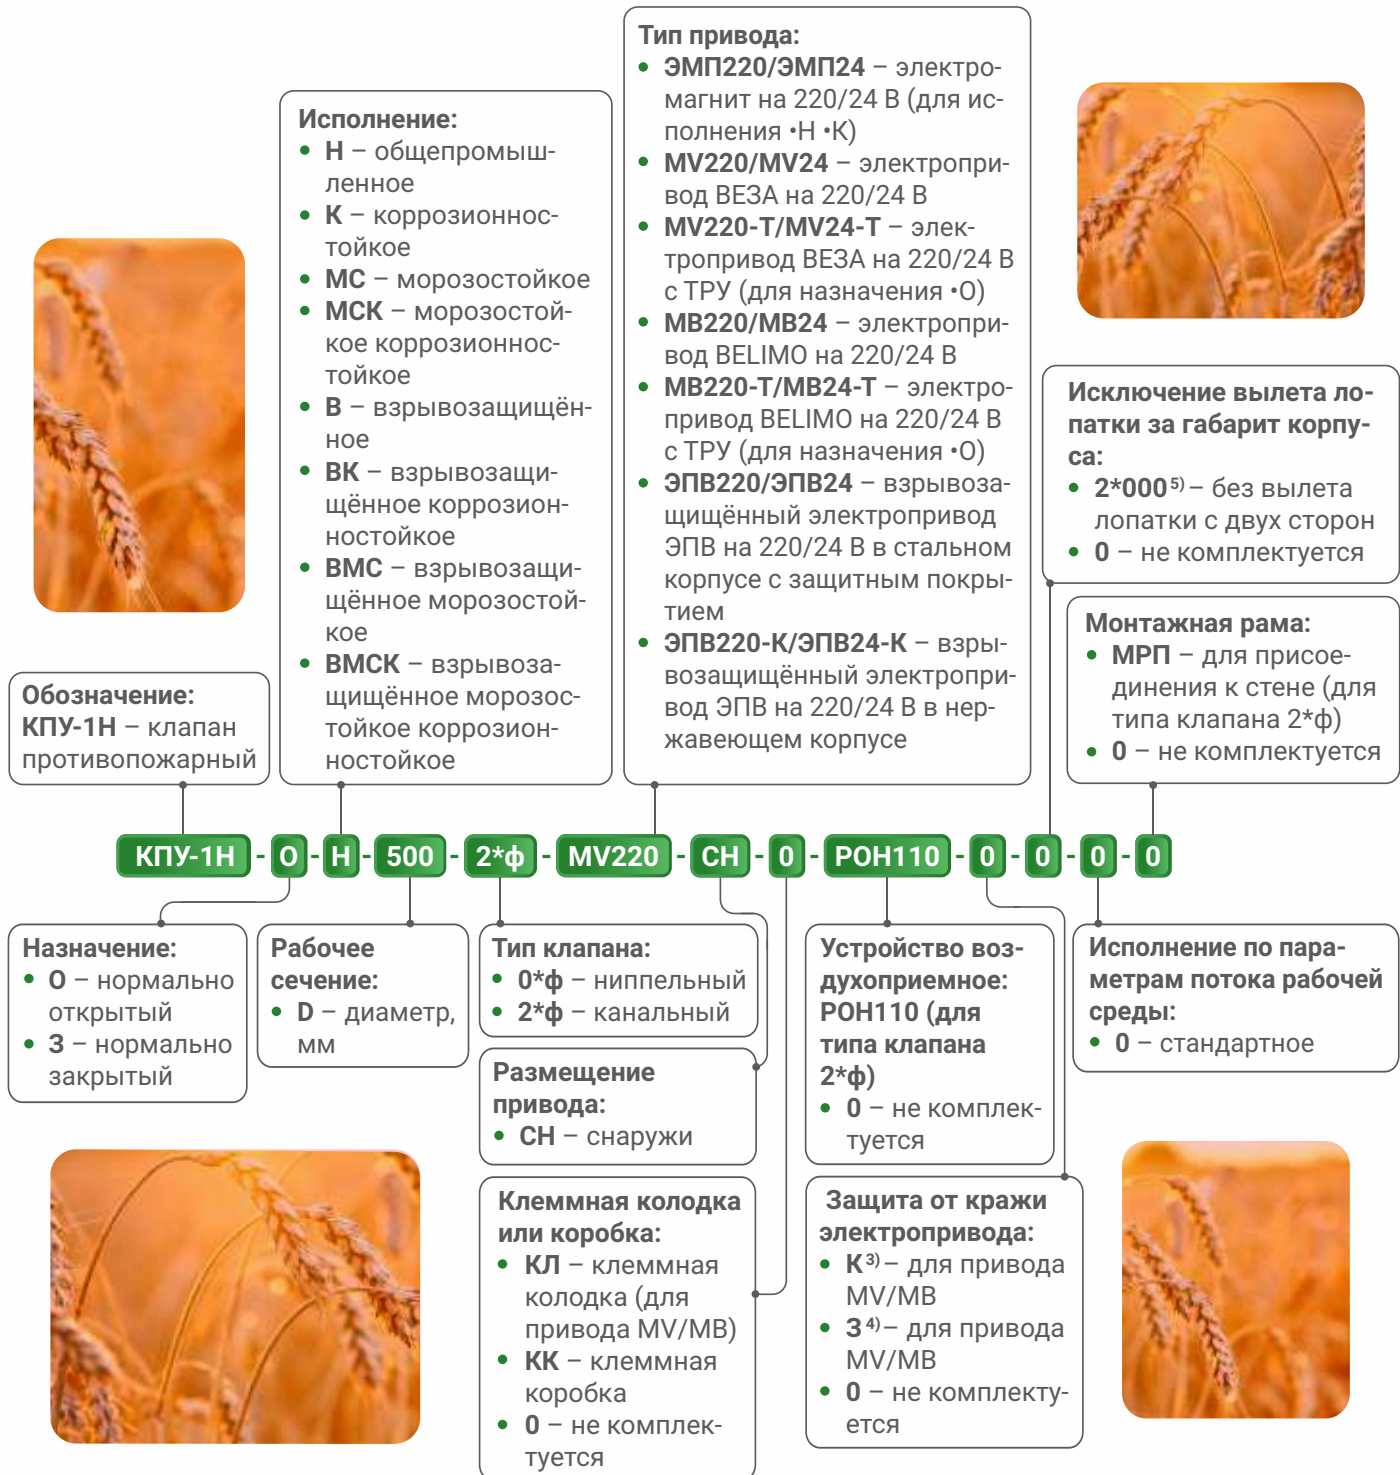 Тип привода:
• ЭМП220/ЭМП24 – электро-
магнит на 220/24 В (для ис-
полнения •Н •К)
• MV220/MV24 – электропри-
вод ВЕЗА на 220/24 В
• MV220-T/MV24-T – элек-
тропривод ВЕЗА на 220/24 В
с ТРУ (для назначения •О)
• MB220/MB24 – электропри-
вод BELIMO на 220/24 В
• MB220-T/MB24-T – электро-
привод BELIMO на 220/24 В
с ТРУ (для назначения •О)
• ЭПВ220/ЭПВ24 – взрывоза-
щищённый электропривод
ЭПВ на 220/24 В в стальном
корпусе с защитным покры-
тием
• ЭПВ220-К/ЭПВ24-К – взры-
возащищённый электропри-
вод ЭПВ на 220/24 В в нер-
жавеющем корпусе
Исполнение:
• Н – общепромыш-
ленное
• К – коррозионнос-
тойкое
• МС – морозостойкое
• МСК – морозостой-
кое коррозионнос-
тойкое
• В – взрывозащищён-
ное
• ВК – взрывозащи-
щённое коррозион-
ностойкое
• ВМС – взрывозащи-
щённое морозостой-
кое
• ВМСК – взрывоза-
щищённое морозос-
тойкое коррозион-
ностойкое
Исключение вылета ло-
патки за габарит корпу-
са:
• 2*000⁵⁾ – без вылета
лопатки с двух сторон
• 0 – не комплектуется
Монтажная рама:
• МРП – для присое-
динения к стене (для
типа клапана 2*ф)
• 0 – не комплектуется
Обозначение:
КПУ-1Н – клапан
противопожарный
КПУ-1Н - О - Н - 500 - 2*ф - MV220 - СН - 0 - РОН110 - 0 - 0 - 0 - 0
Назначение:
• О – нормально
открытый
• З – нормально
закрытый
Рабочее
сечение:
• D – диаметр,
мм
Тип клапана:
• 0*ф – ниппельный
• 2*ф – канальный
Размещение
привода:
• СН – снаружи
Клеммная колодка
или коробка:
• КЛ – клеммная
колодка (для
привода MV/MB)
• КК – клеммная
коробка
• 0 – не комплек-
туется
Устройство воз-
духоприемное:
РОН110 (для
типа клапана
2*ф)
• 0 – не комплек-
туется
Защита от кражи
электропривода:
• К³⁾ – для привода
MV/MB
• З⁴⁾ – для привода
MV/MB
• 0 – не комплекту-
ется
Исполнение по пара-
метрам потока рабочей
среды:
• 0 – стандартное